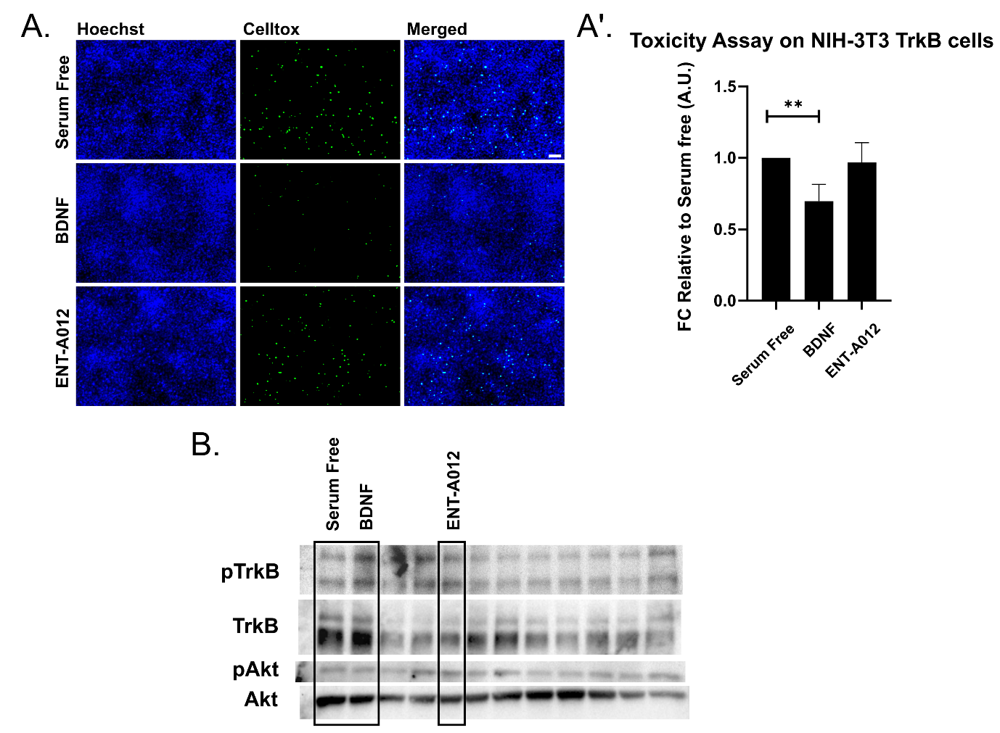 A.
Hoechst
Celltox
Merged
Serum Free
BDNF
ENT-A012
A'.
Toxicity Assay on NIH-3T3 TrkB cells
FC Relative to Serum free (A.U.)
1.5
1.0
0.5
0.0
**
Serum Free
BDNF
ENT-A012
B.
Serum Free
BDNF
ENT-A012
pTrkB
TrkB
pAkt
Akt